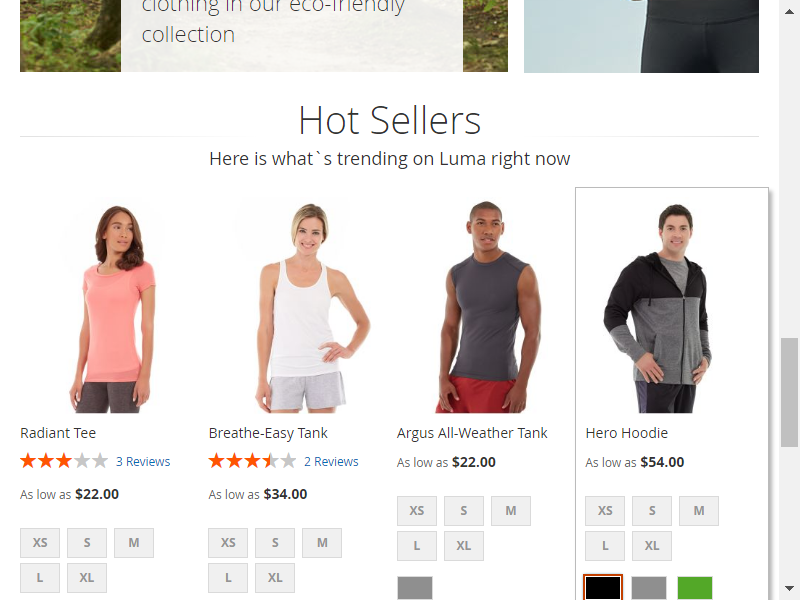 clothing in our eco-friendly
collection
Hot Sellers
Here is what`s trending on Luma right now
Radiant Tee
3 Reviews
As low as $22.00
XS S M
L XL
Breathe-Easy Tank
2 Reviews
As low as $34.00
XS S M
L XL
Argus All-Weather Tank
As low as $22.00
XS S M
L XL
Hero Hoodie
As low as $54.00
XS S M
L XL